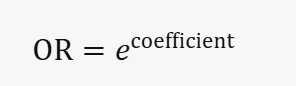 OR = e^coefficient